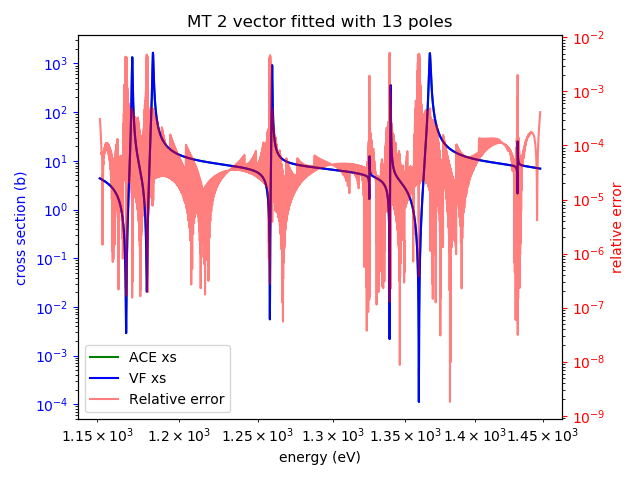 MT 2 vector fitted with 13 poles
cross section (b)
10³
10²
10¹
10⁰
10⁻¹
10⁻²
10⁻³
10⁻⁴
ACE xs
VF xs
Relative error
10⁻²
10⁻³
10⁻⁴
10⁻⁵
10⁻⁶
10⁻⁷
10⁻⁸
10⁻⁹
relative error
1.15 × 10³ 1.2 × 10³ 1.25 × 10³ 1.3 × 10³ 1.35 × 10³ 1.4 × 10³ 1.45 × 10³
energy (eV)